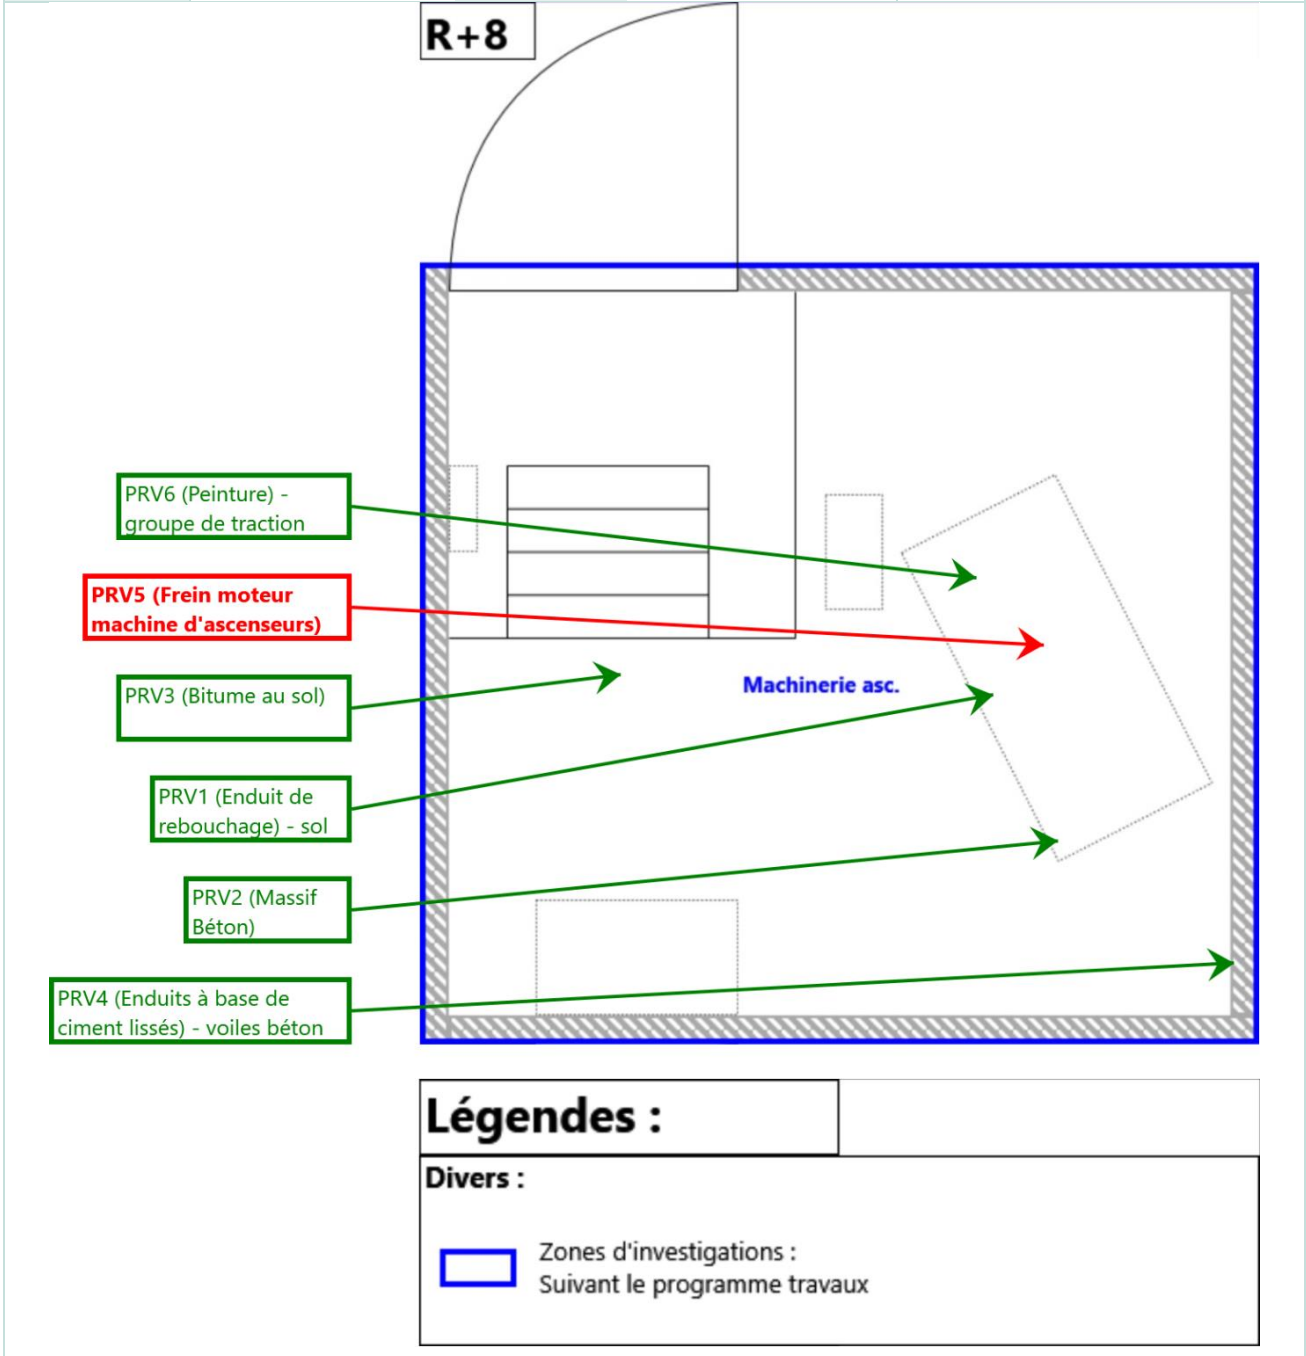 R+8
PRV6 (Peinture) -
groupe de traction
PRV5 (Frein moteur
machine d'ascenseurs)
PRV3 (Bitume au sol)
Machinerie asc.
PRV1 (Enduit de
rebouchage) - sol
PRV2 (Massif
Béton)
PRV4 (Enduits à base de
ciment lissés) - voiles béton
Légendes :
Divers :
Zones d'investigations :
Suivant le programme travaux